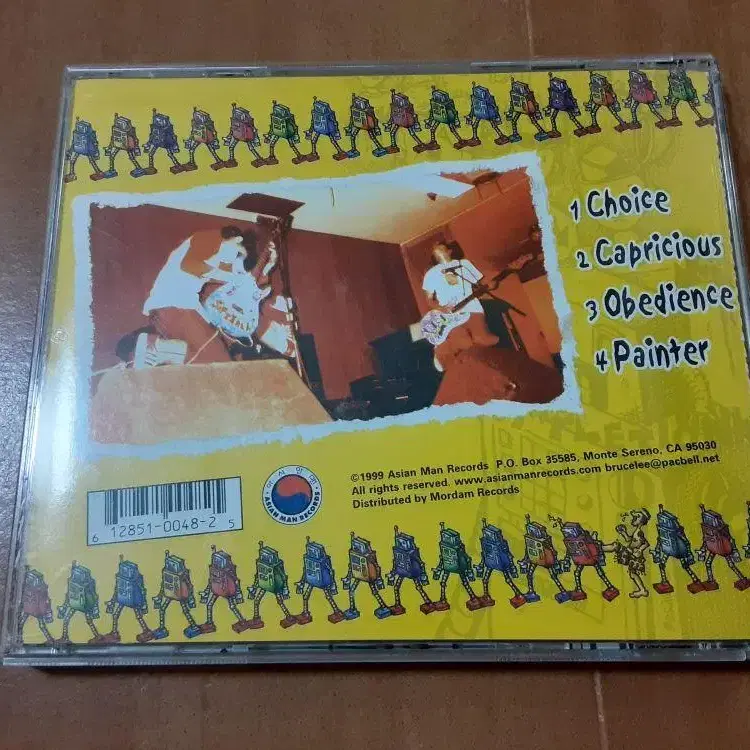 1 Choice
2 Capricious
3 Obedience
4 Painter
©1999 Asian Man Records P.O. Box 35585, Monte Sereno, CA 95030
All rights reserved. www.asianmanrecords.com brucelee@pacbell.net
Distributed by Mordam Records
6 12851-0048-2 5
ASIAN MAN RECORDS